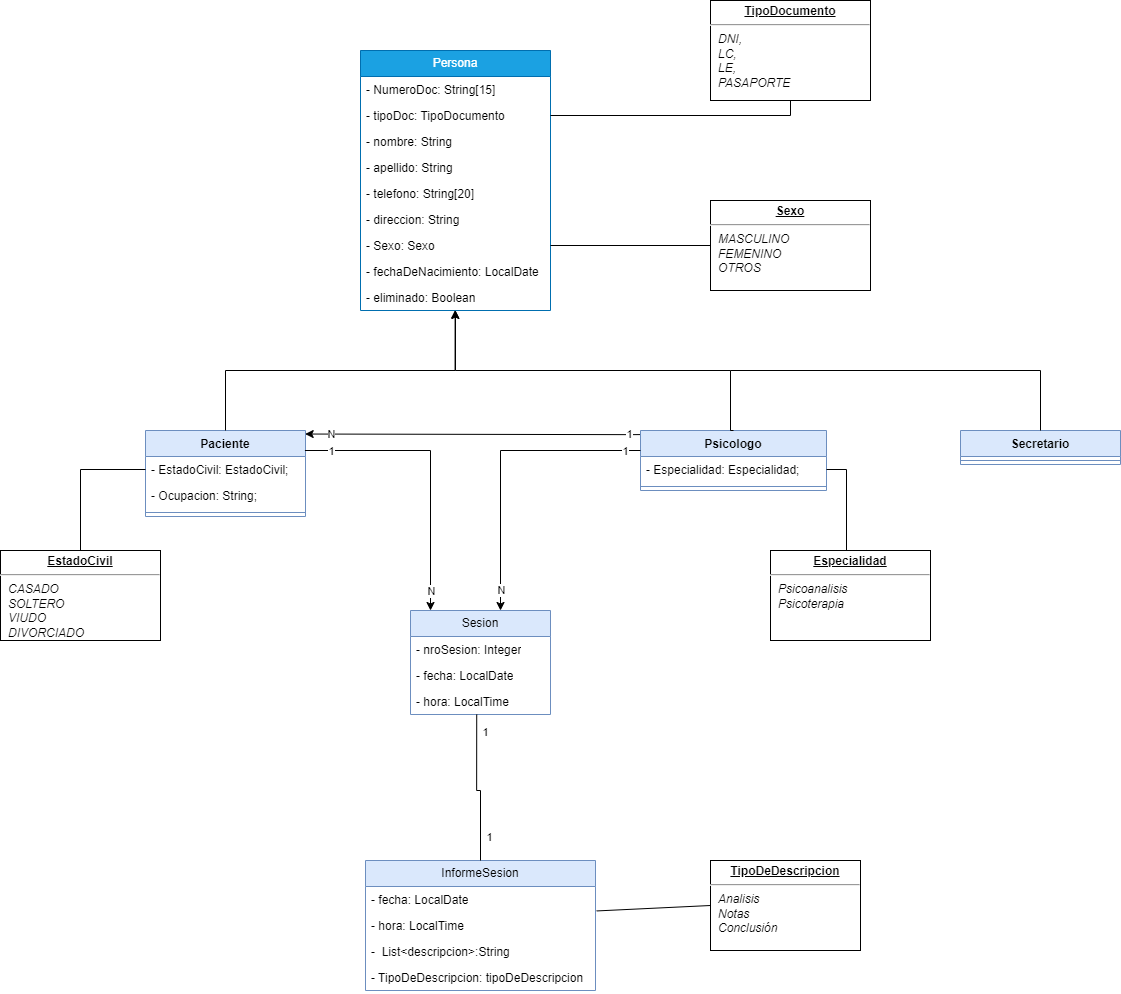 TipoDocumento
DNI,
LC,
LE,
PASAPORTE
Persona
- NumeroDoc: String[15]
- tipoDoc: TipoDocumento
- nombre: String
- apellido: String
- telefono: String[20]
- direccion: String
- Sexo: Sexo
- fechaDeNacimiento: LocalDate
- eliminado: Boolean
Sexo
MASCULINO
FEMENINO
OTROS
N
1
1
1
Paciente
- EstadoCivil: EstadoCivil;
- Ocupacion: String;
Psicologo
- Especialidad: Especialidad;
Secretario
EstadoCivil
CASADO
SOLTERO
VIUDO
DIVORCIADO
Especialidad
Psicoanalisis
Psicoterapia
N
N
Sesion
- nroSesion: Integer
- fecha: LocalDate
- hora: LocalTime
1
1
InformeSesion
- fecha: LocalDate
- hora: LocalTime
- List<descripcion>:String
- TipoDeDescripcion: tipoDeDescripcion
TipoDeDescripcion
Analisis
Notas
Conclusión